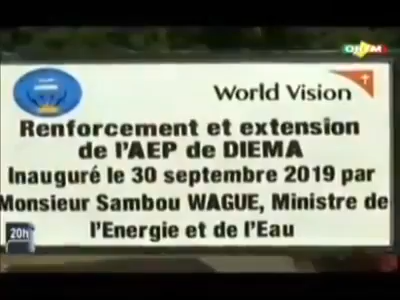 ORTM
World Vision
Renforcement et extension
de l'AEP de DIEMA
Inauguré le 30 septembre 2019 par
Monsieur Sambou WAGUE, Ministre de
l'Energie et de l'Eau
20h